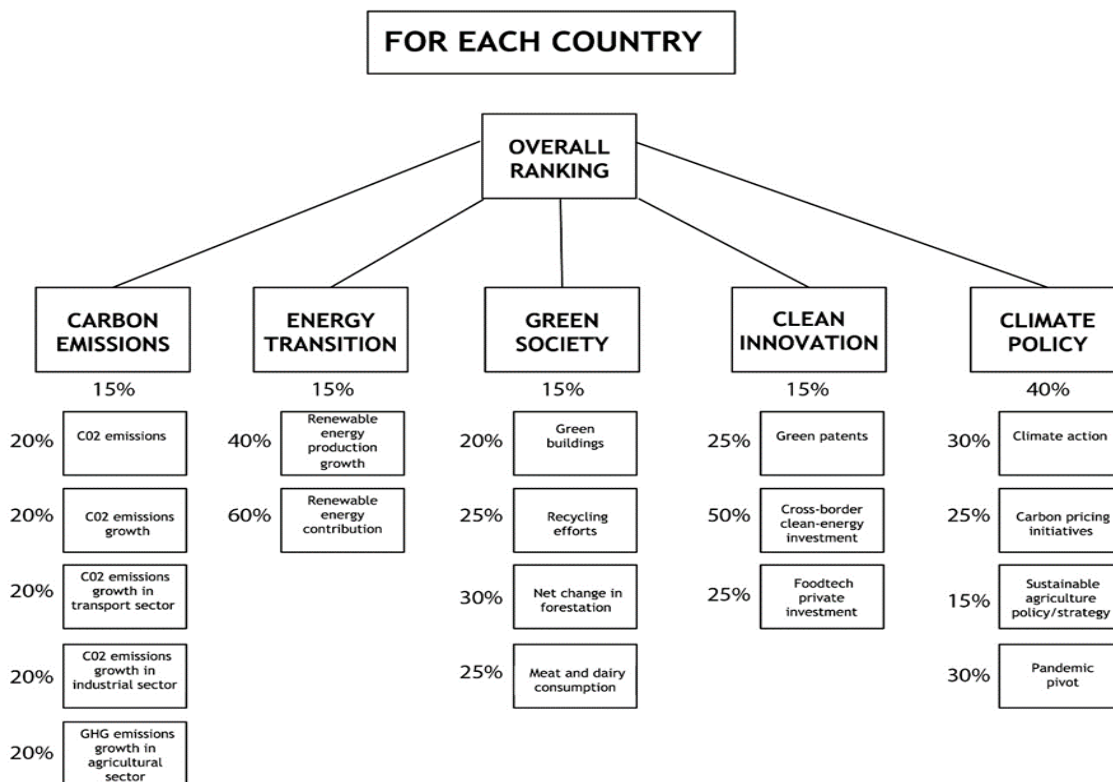 FOR EACH COUNTRY
OVERALL
RANKING
CARBON
EMISSIONS
15%
20%
C02 emissions
20%
C02 emissions
growth
20%
C02 emissions
growth in
transport sector
20%
C02 emissions
growth in
industrial sector
20%
GHG emissions
growth in
agricultural
sector
ENERGY
TRANSITION
15%
40%
Renewable
energy
production
growth
60%
Renewable
energy
contribution
GREEN
SOCIETY
15%
20%
Green
buildings
25%
Recycling
efforts
30%
Net change in
forestation
25%
Meat and dairy
consumption
CLEAN
INNOVATION
15%
25%
Green patents
50%
Cross-border
clean-energy
investment
25%
Foodtech
private
investment
CLIMATE
POLICY
40%
30%
Climate action
25%
Carbon pricing
initiatives
15%
Sustainable
agriculture
policy/strategy
30%
Pandemic
pivot